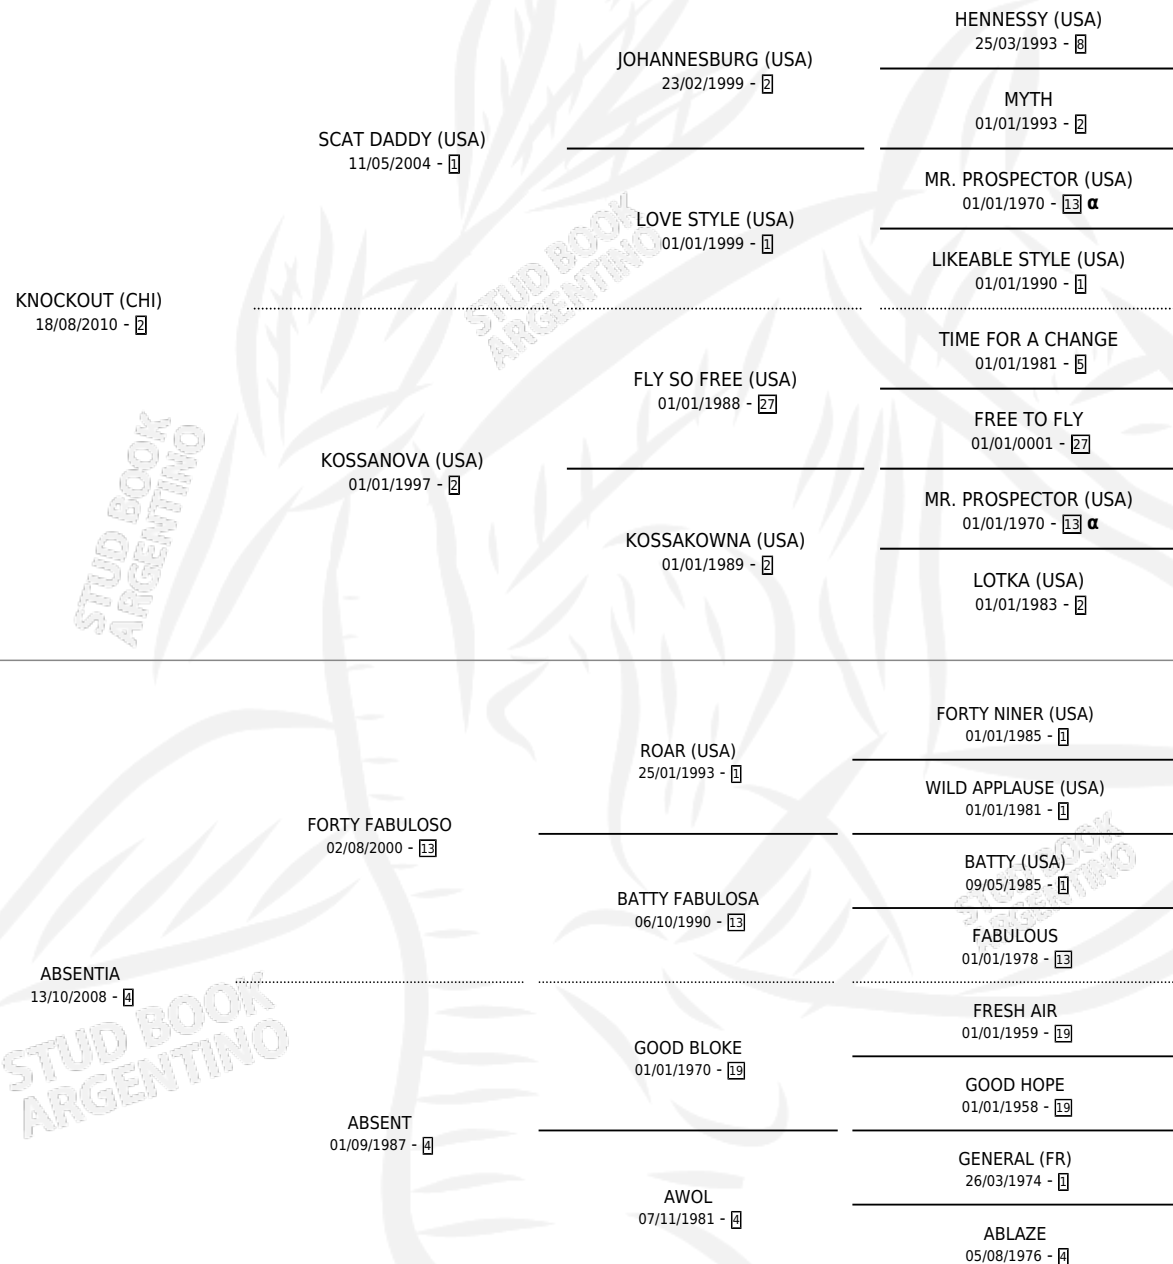 HENNESSY (USA)
25/03/1993 - 8
JOHANNESBURG (USA)
23/02/1999 - 2
MYTH
01/01/1993 - 2
SCAT DADDY (USA)
11/05/2004 - 1
MR. PROSPECTOR (USA)
01/01/1970 - 13 α
LOVE STYLE (USA)
01/01/1999 - 1
LIKEABLE STYLE (USA)
01/01/1990 - 1
KNOCKOUT (CHI)
18/08/2010 - 2
TIME FOR A CHANGE
01/01/1981 - 5
FLY SO FREE (USA)
01/01/1988 - 27
FREE TO FLY
01/01/0001 - 27
KOSSANOVA (USA)
01/01/1997 - 2
MR. PROSPECTOR (USA)
01/01/1970 - 13 α
KOSSAKOWNA (USA)
01/01/1989 - 2
LOTKA (USA)
01/01/1983 - 2
FORTY NINER (USA)
01/01/1985 - 1
ROAR (USA)
25/01/1993 - 1
WILD APPLAUSE (USA)
01/01/1981 - 1
FORTY FABULOSO
02/08/2000 - 13
BATTY (USA)
09/05/1985 - 1
BATTY FABULOSA
06/10/1990 - 13
FABULOUS
01/01/1978 - 13
ABSENTIA
13/10/2008 - 4
FRESH AIR
01/01/1959 - 19
GOOD BLOKE
01/01/1970 - 19
GOOD HOPE
01/01/1958 - 19
ABSENT
01/09/1987 - 4
GENERAL (FR)
26/03/1974 - 1
AWOL
07/11/1981 - 4
ABLAZE
05/08/1976 - 4
STUD BOOK
ARGENTINO
STUD BOOK
ARGENTINO
STUD BOOK
ARGENTINO
STUD BOOK
ARGENTINO